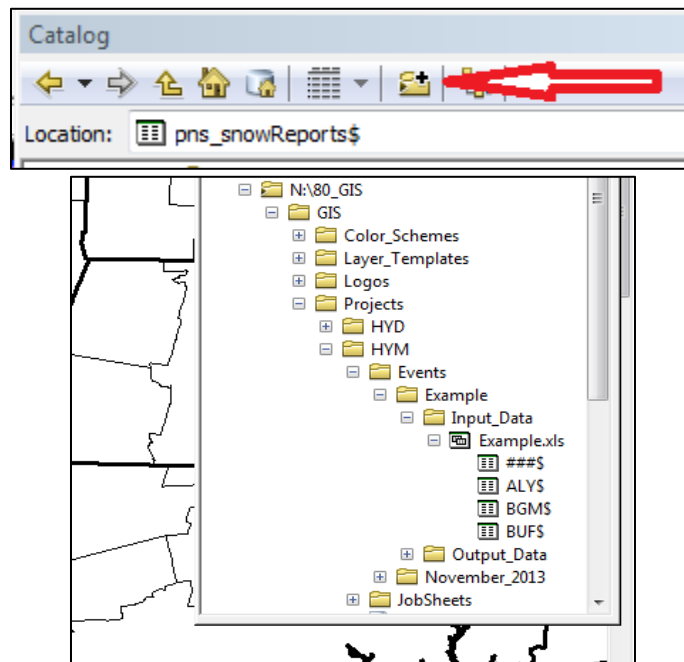 Catalog
Location: pns_snowReports$
N:\80_GIS
GIS
Color_Schemes
Layer_Templates
Logos
Projects
HYD
HYM
Events
Example
Input_Data
Example.xls
###$
ALY$
BGM$
BUF$
Output_Data
November_2013
JobSheets